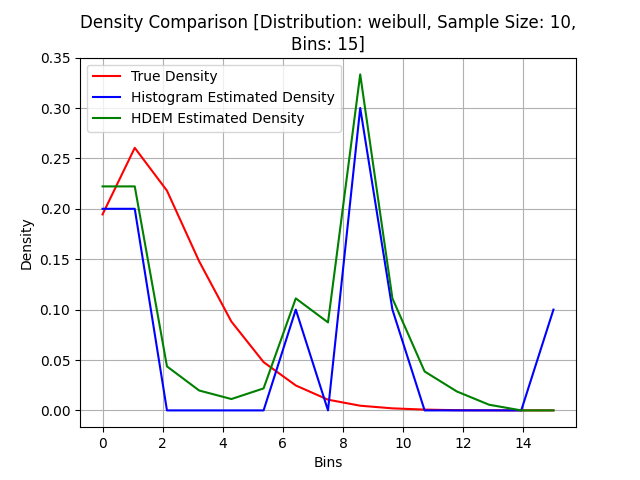 Density Comparison [Distribution: weibull, Sample Size: 10,
Bins: 15]
True Density
Histogram Estimated Density
HDEM Estimated Density
Density
0.35
0.30
0.25
0.20
0.15
0.10
0.05
0.00
0 2 4 6 8 10 12 14
Bins